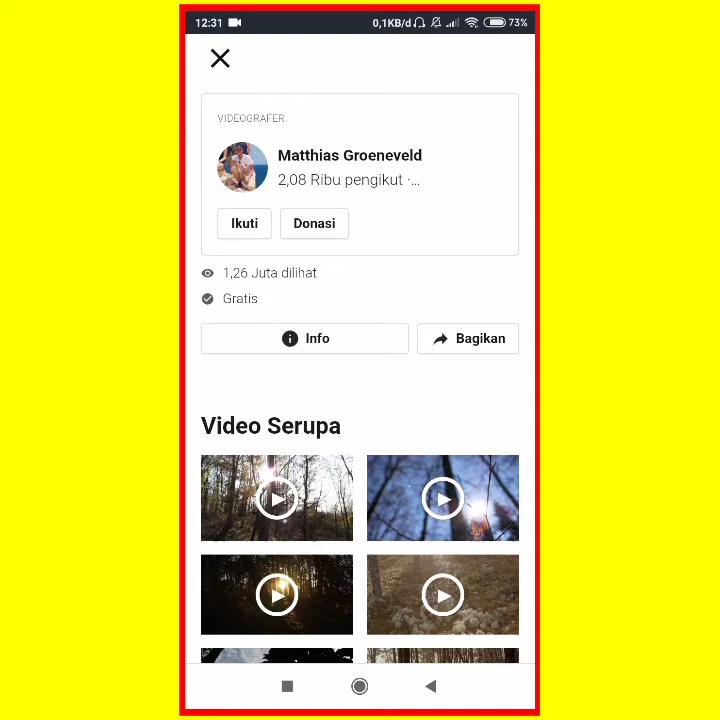 12:31 0,1KB/d 73%
VIDEOGRAFER
Matthias Groeneveld
2,08 Ribu pengikut ·...
Ikuti Donasi
1,26 Juta dilihat
Gratis
Info Bagikan
Video Serupa